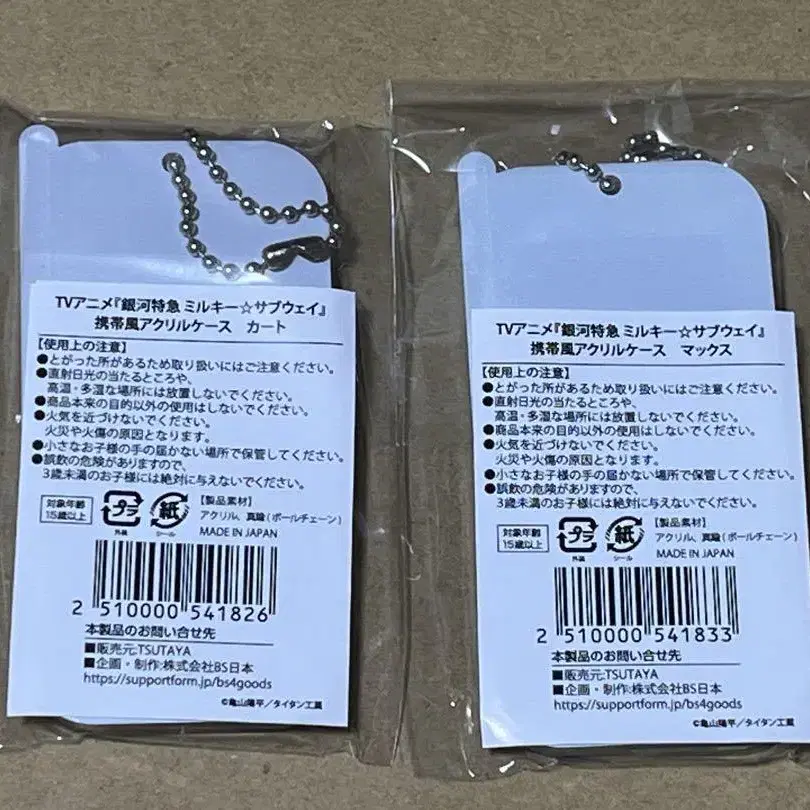 TVアニメ『銀河特急 ミルキー☆サブウェイ』
携帯風アクリルケース カート
【使用上の注意】
●とがった所があるため取り扱いにはご注意ください。
●直射日光の当たるところや、
高温・多湿な場所には放置しないでください。
●商品本来の目的以外の使用はしないでください。
●火気を近づけないでください。
火災や火傷の原因となります。
●小さなお子様の手の届かない場所で保管してください。
●誤飲の危険がありますので、
3歳未満のお子様には絶対に与えないでください。
対象年齢
15歳以上
プラ
外装
紙
シール
【製品素材】
アクリル、真鍮(ボールチェーン)
MADE IN JAPAN
2 510000 541826
本製品のお問い合せ先
■販売元:TSUTAYA
■企画・制作:株式会社BS日本
https://supportform.jp/bs4goods
©亀山陽平/タイタン工業
TVアニメ『銀河特急 ミルキー☆サブウェイ』
携帯風アクリルケース マックス
【使用上の注意】
●とがった所があるため取り扱いにはご注意ください。
●直射日光の当たるところや、
高温・多湿な場所には放置しないでください。
●商品本来の目的以外の使用はしないでください。
●火気を近づけないでください。
火災や火傷の原因となります。
●小さなお子様の手の届かない場所で保管してください。
●誤飲の危険がありますので、
3歳未満のお子様には絶対に与えないでください。
対象年齢
15歳以上
プラ
外装
紙
シール
【製品素材】
アクリル、真鍮(ボールチェーン)
MADE IN JAPAN
2 510000 541833
本製品のお問い合せ先
■販売元:TSUTAYA
■企画・制作:株式会社BS日本
https://supportform.jp/bs4goods
©亀山陽平/タイタン工業